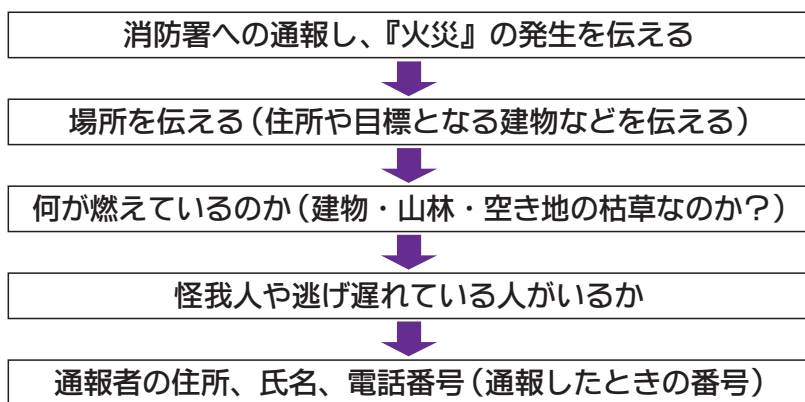 消防署への通報し、『火災』の発生を伝える
場所を伝える(住所や目標となる建物などを伝える)
何が燃えているのか(建物・山林・空き地の枯草なのか?)
怪我人や逃げ遅れている人がいるか
通報者の住所、氏名、電話番号(通報したときの番号)